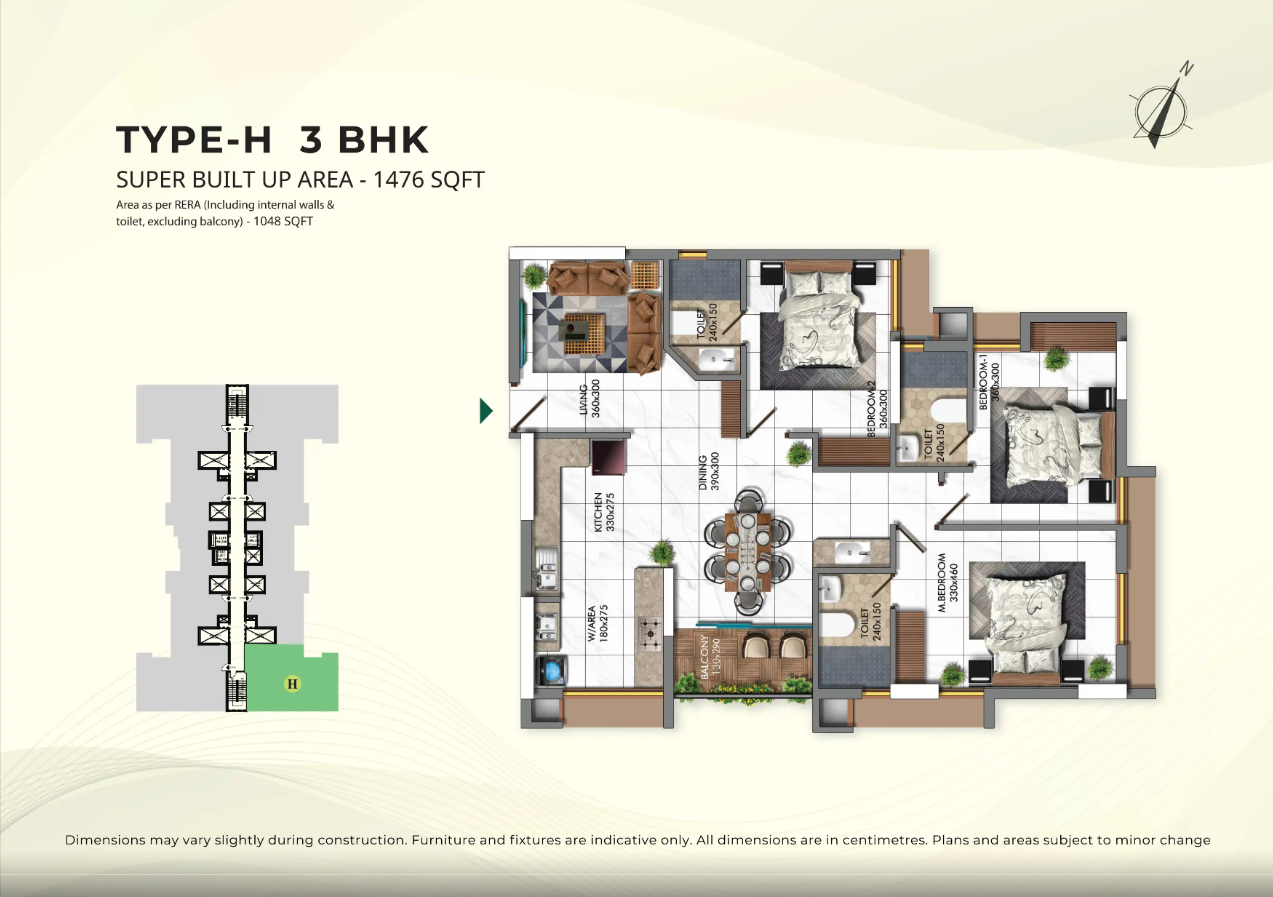 N
TYPE-H 3 BHK
SUPER BUILT UP AREA - 1476 SQFT
Area as per RERA (Including internal walls &
toilet, excluding balcony) - 1048 SQFT
LIVING
360x300
TOILET
240x150
BEDROOM-2
360x300
TOILET
240x150
BEDROOM-1
360x300
KITCHEN
330x275
DINING
390x300
W/AREA
180x275
BALCONY
130x290
TOILET
240x150
M.BEDROOM
330x460
H
Dimensions may vary slightly during construction. Furniture and fixtures are indicative only. All dimensions are in centimetres. Plans and areas subject to minor change